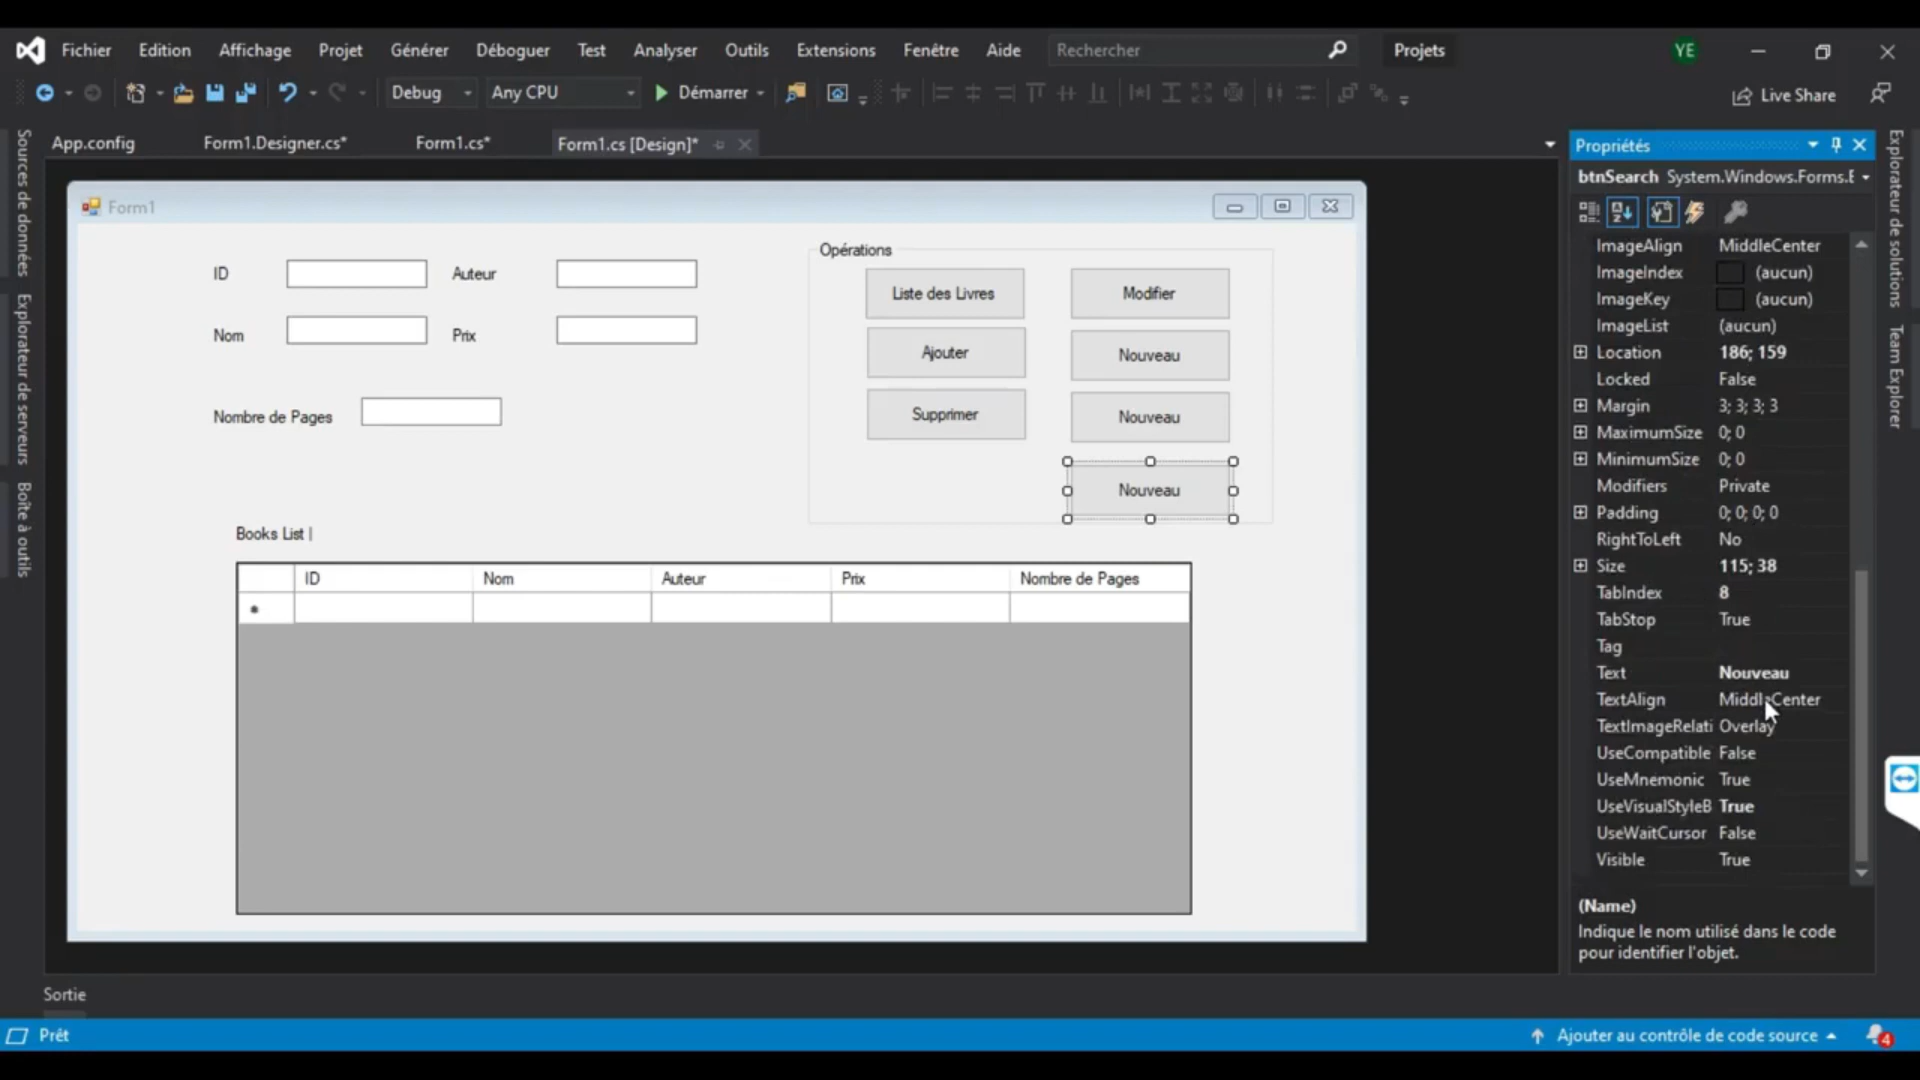 Fichier Edition Affichage Projet Générer Déboguer Test Analyser Outils Extensions Fenêtre Aide Rechercher Projets YE
Debug Any CPU Démarrer Live Share
App.config Form1.Designer.cs* Form1.cs* Form1.cs [Design]*
Sources de données
Explorateur de serveurs
Boîte à outils
Form1
ID Auteur
Nom Prix
Nombre de Pages
Opérations
Liste des Livres Modifier
Ajouter Nouveau
Supprimer Nouveau
Nouveau
Books List |
ID Nom Auteur Prix Nombre de Pages
*
Propriétés
btnSearch System.Windows.Forms.
ImageAlign MiddleCenter
ImageIndex (aucun)
ImageKey (aucun)
ImageList (aucun)
Location 186; 159
Locked False
Margin 3; 3; 3; 3
MaximumSize 0; 0
MinimumSize 0; 0
Modifiers Private
Padding 0; 0; 0; 0
RightToLeft No
Size 115; 38
TabIndex 8
TabStop True
Tag
Text Nouveau
TextAlign MiddleCenter
TextImageRelati Overlay
UseCompatible False
UseMnemonic True
UseVisualStyleB True
UseWaitCursor False
Visible True
(Name)
Indique le nom utilisé dans le code
pour identifier l'objet.
Explorateur de solutions
Team Explorer
Sortie
Prêt Ajouter au contrôle de code source 4